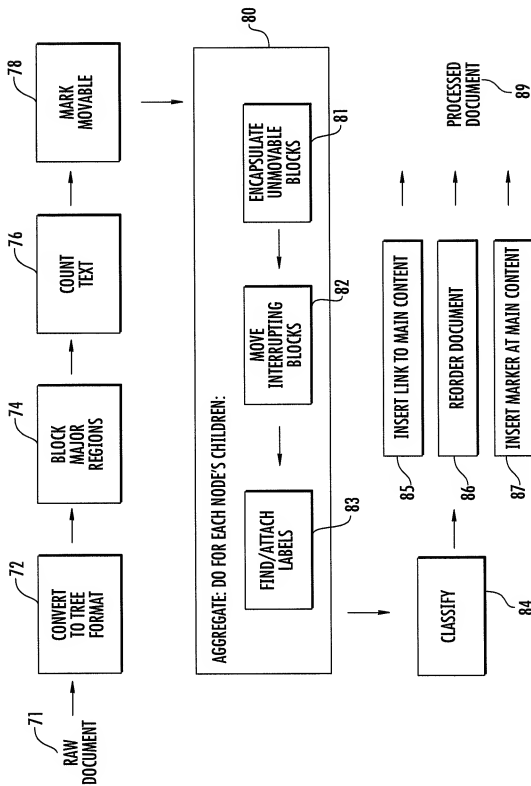 71
RAW
DOCUMENT
72
CONVERT
TO TREE
FORMAT
74
BLOCK
MAJOR
REGIONS
76
COUNT
TEXT
78
MARK
MOVABLE
80
AGGREGATE: DO FOR EACH NODE'S CHILDREN:
81
ENCAPSULATE
UNMOVABLE
BLOCKS
82
MOVE
INTERRUPTING
BLOCKS
83
FIND/ATTACH
LABELS
84
CLASSIFY
85
INSERT LINK TO MAIN CONTENT
86
REORDER DOCUMENT
87
INSERT MARKER AT MAIN CONTENT
PROCESSED
DOCUMENT
89